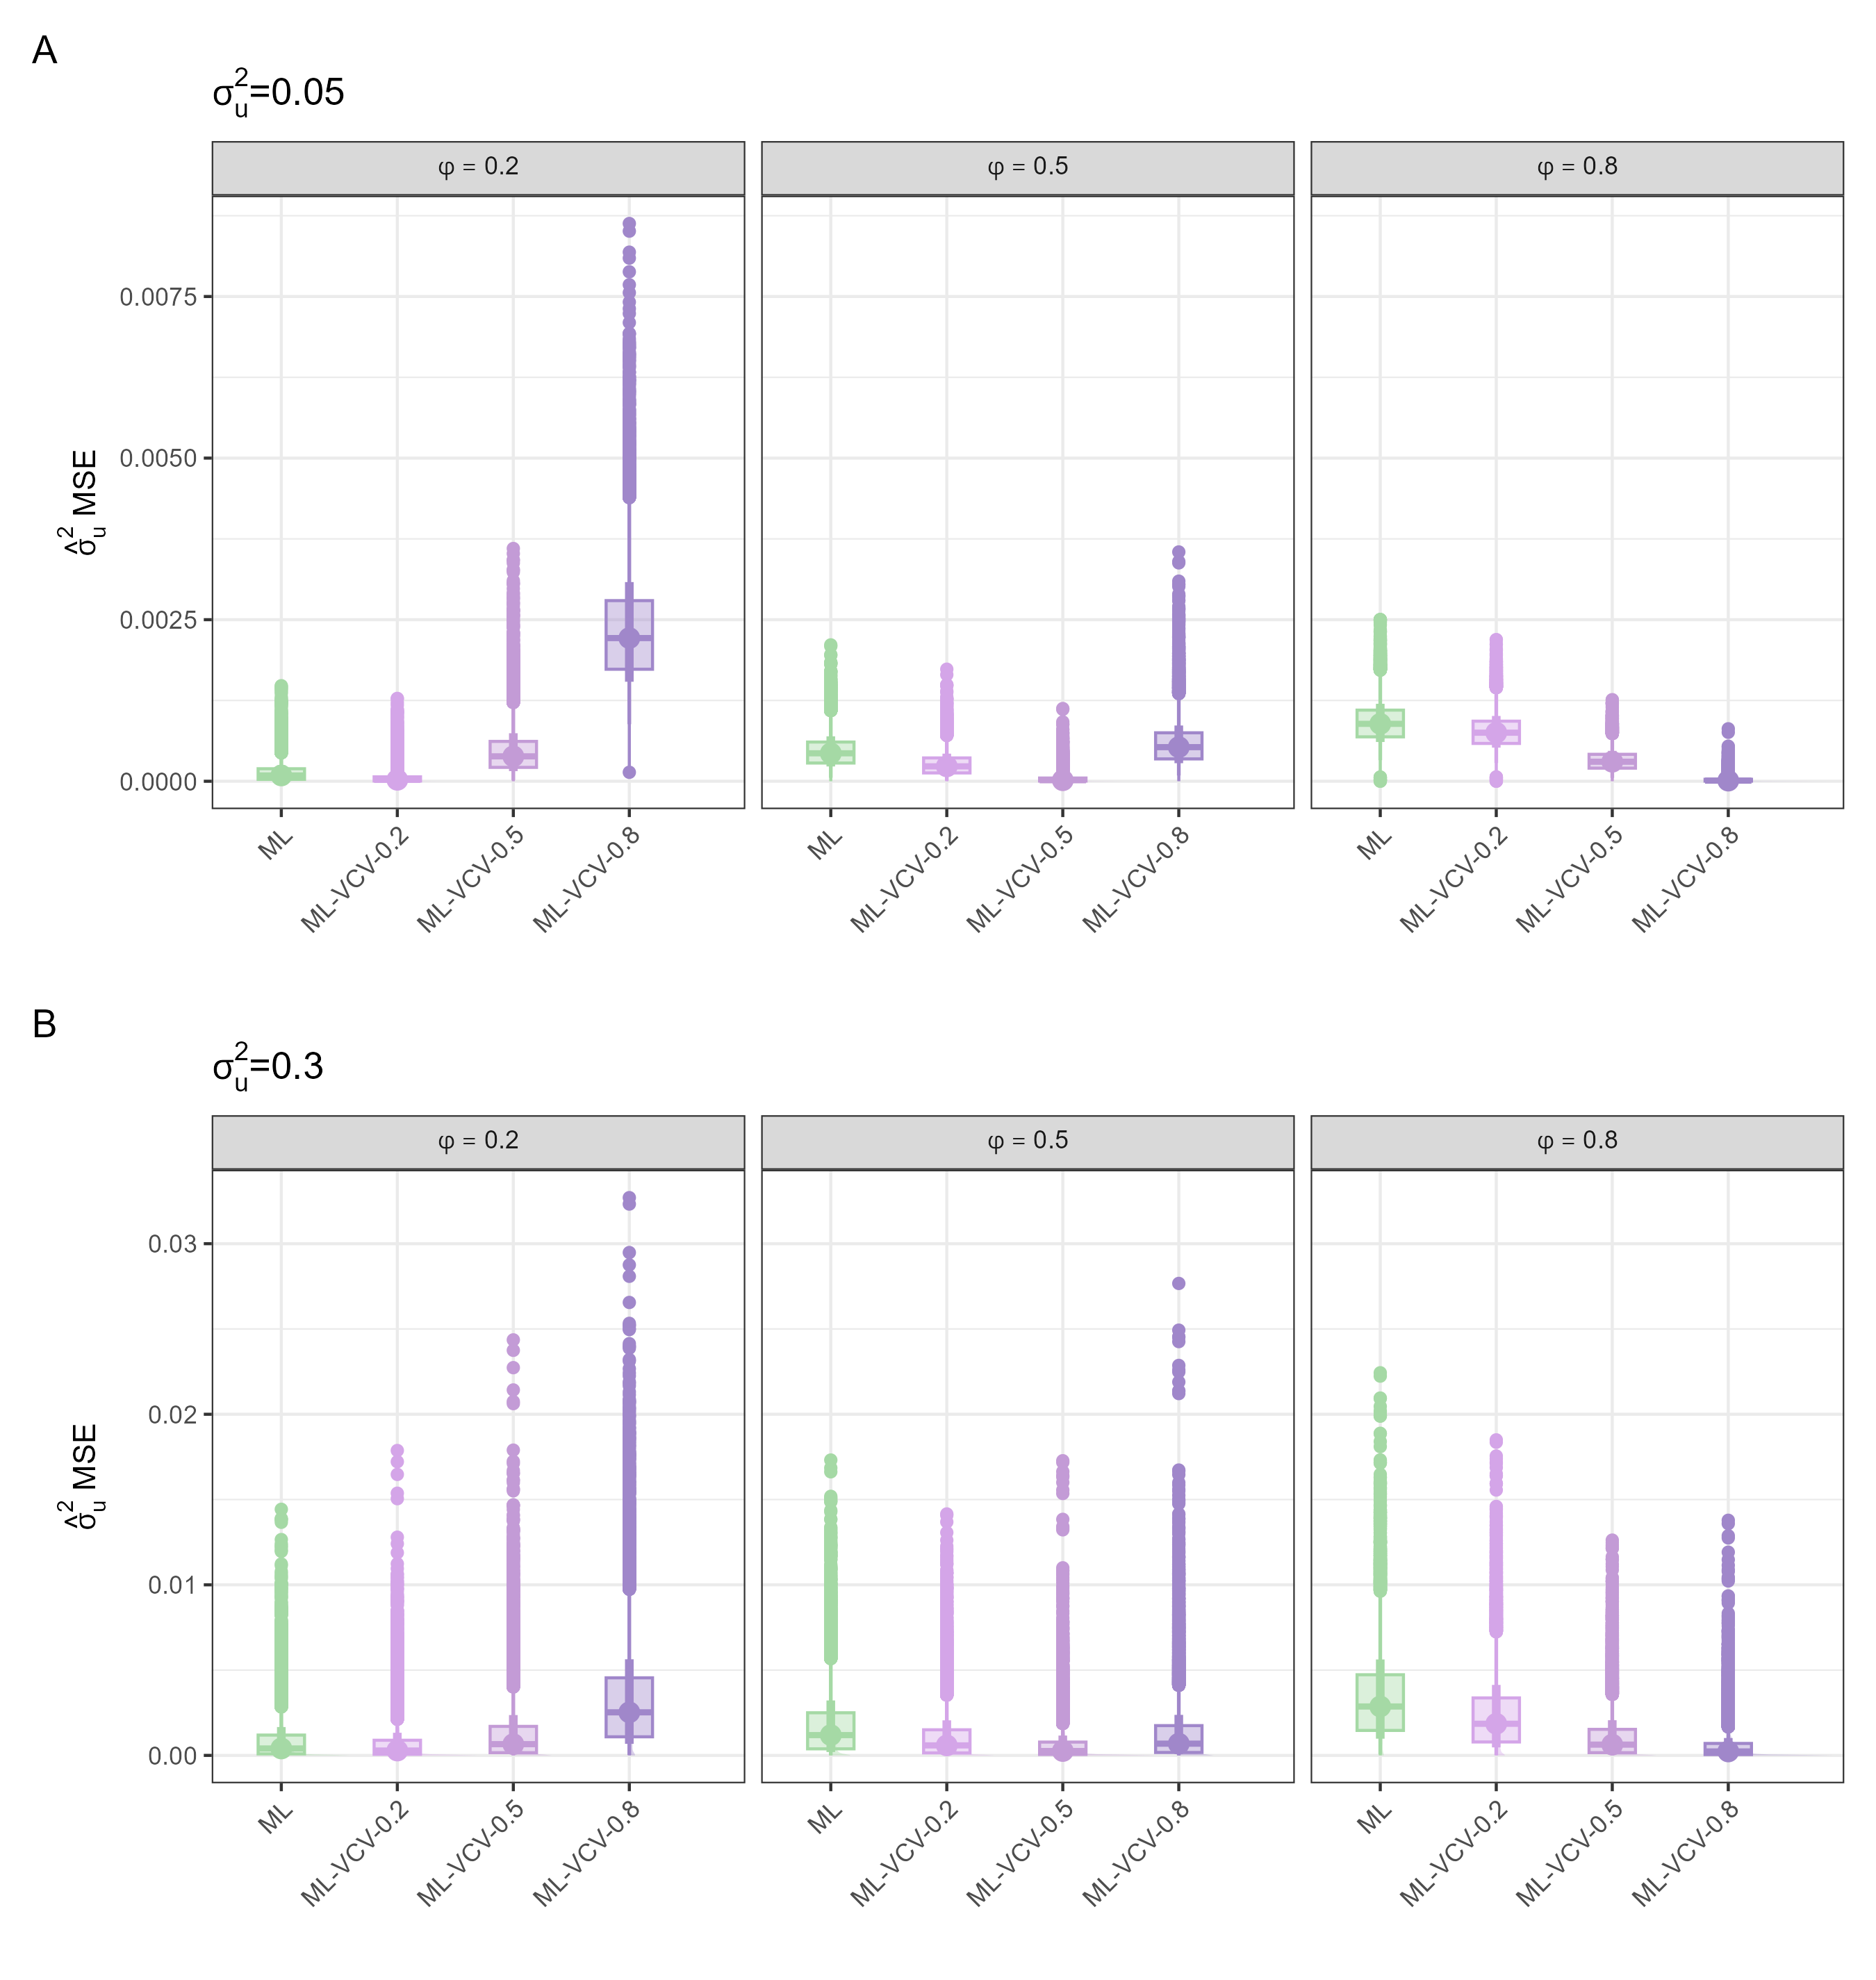 A
σ²ᵤ=0.05
φ = 0.2 φ = 0.5 φ = 0.8
σ̂²ᵤ MSE
0.0075
0.0050
0.0025
0.0000
ML ML-VCV-0.2 ML-VCV-0.5 ML-VCV-0.8 ML ML-VCV-0.2 ML-VCV-0.5 ML-VCV-0.8 ML ML-VCV-0.2 ML-VCV-0.5 ML-VCV-0.8
B
σ²ᵤ=0.3
φ = 0.2 φ = 0.5 φ = 0.8
σ̂²ᵤ MSE
0.03
0.02
0.01
0.00
ML ML-VCV-0.2 ML-VCV-0.5 ML-VCV-0.8 ML ML-VCV-0.2 ML-VCV-0.5 ML-VCV-0.8 ML ML-VCV-0.2 ML-VCV-0.5 ML-VCV-0.8